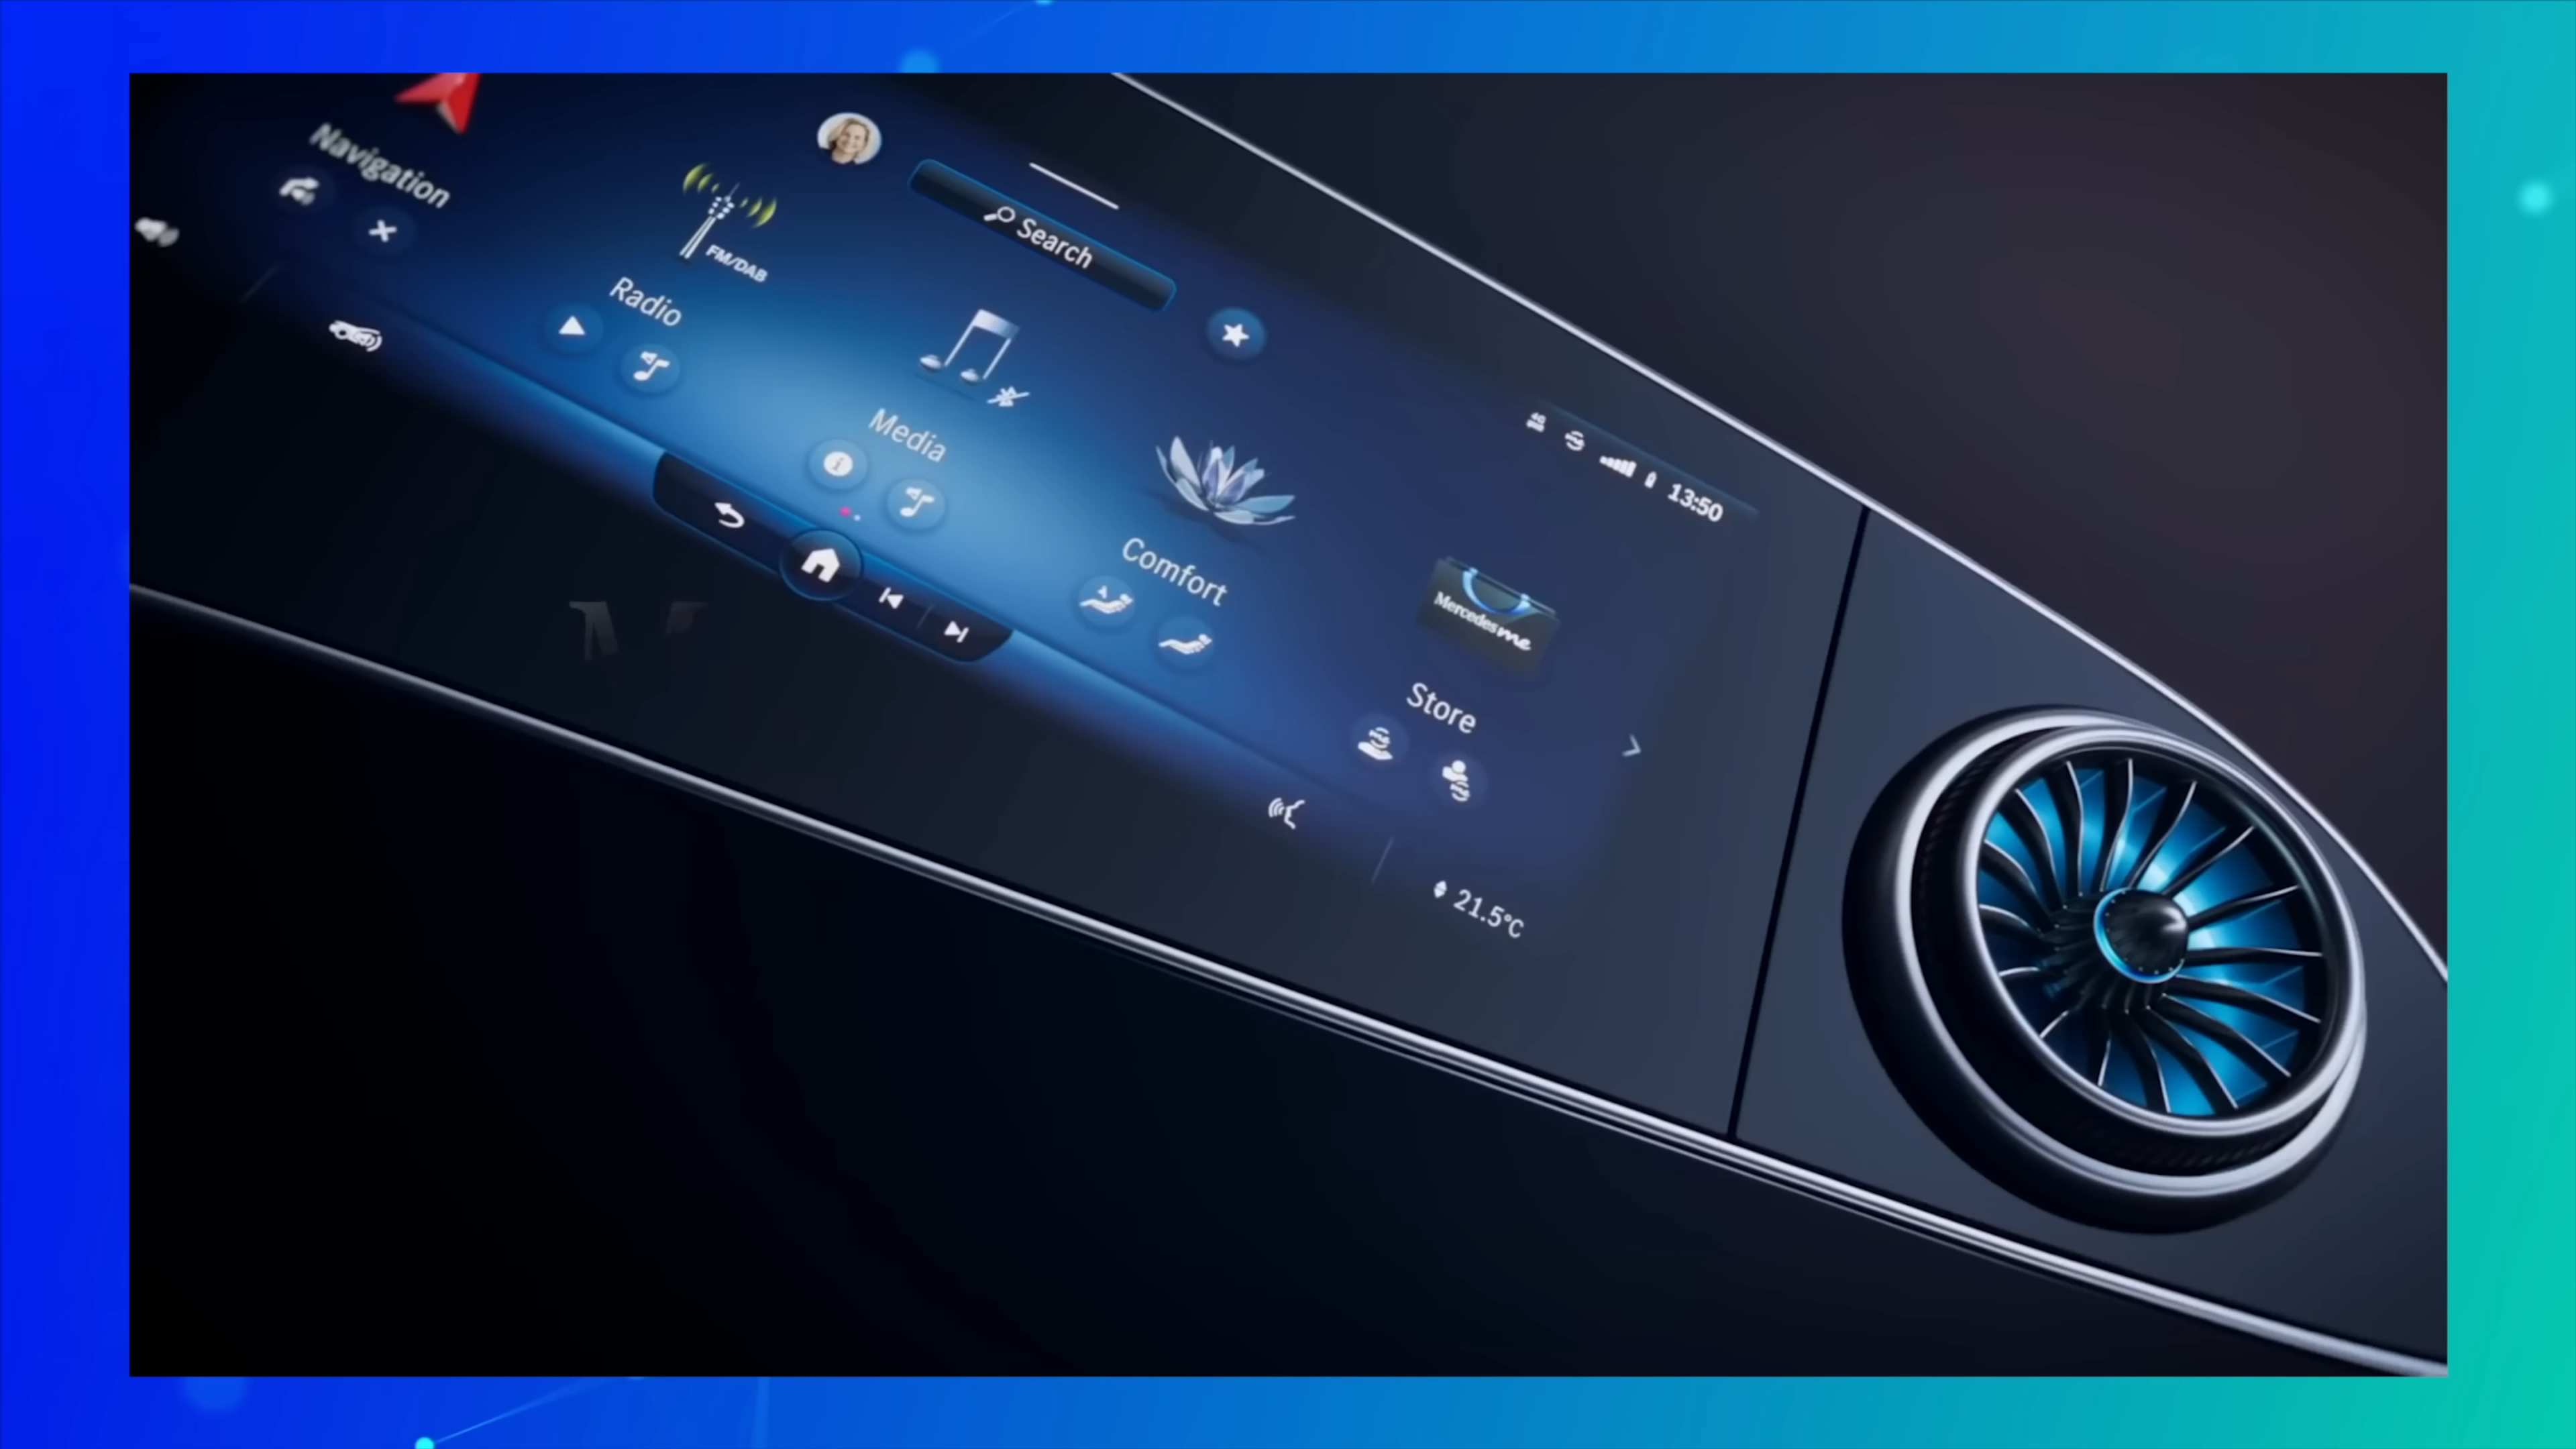 Navigation
FM/DAB
Radio
Search
Media
Comfort
13:50
Mercedes me
Store
21.5°C